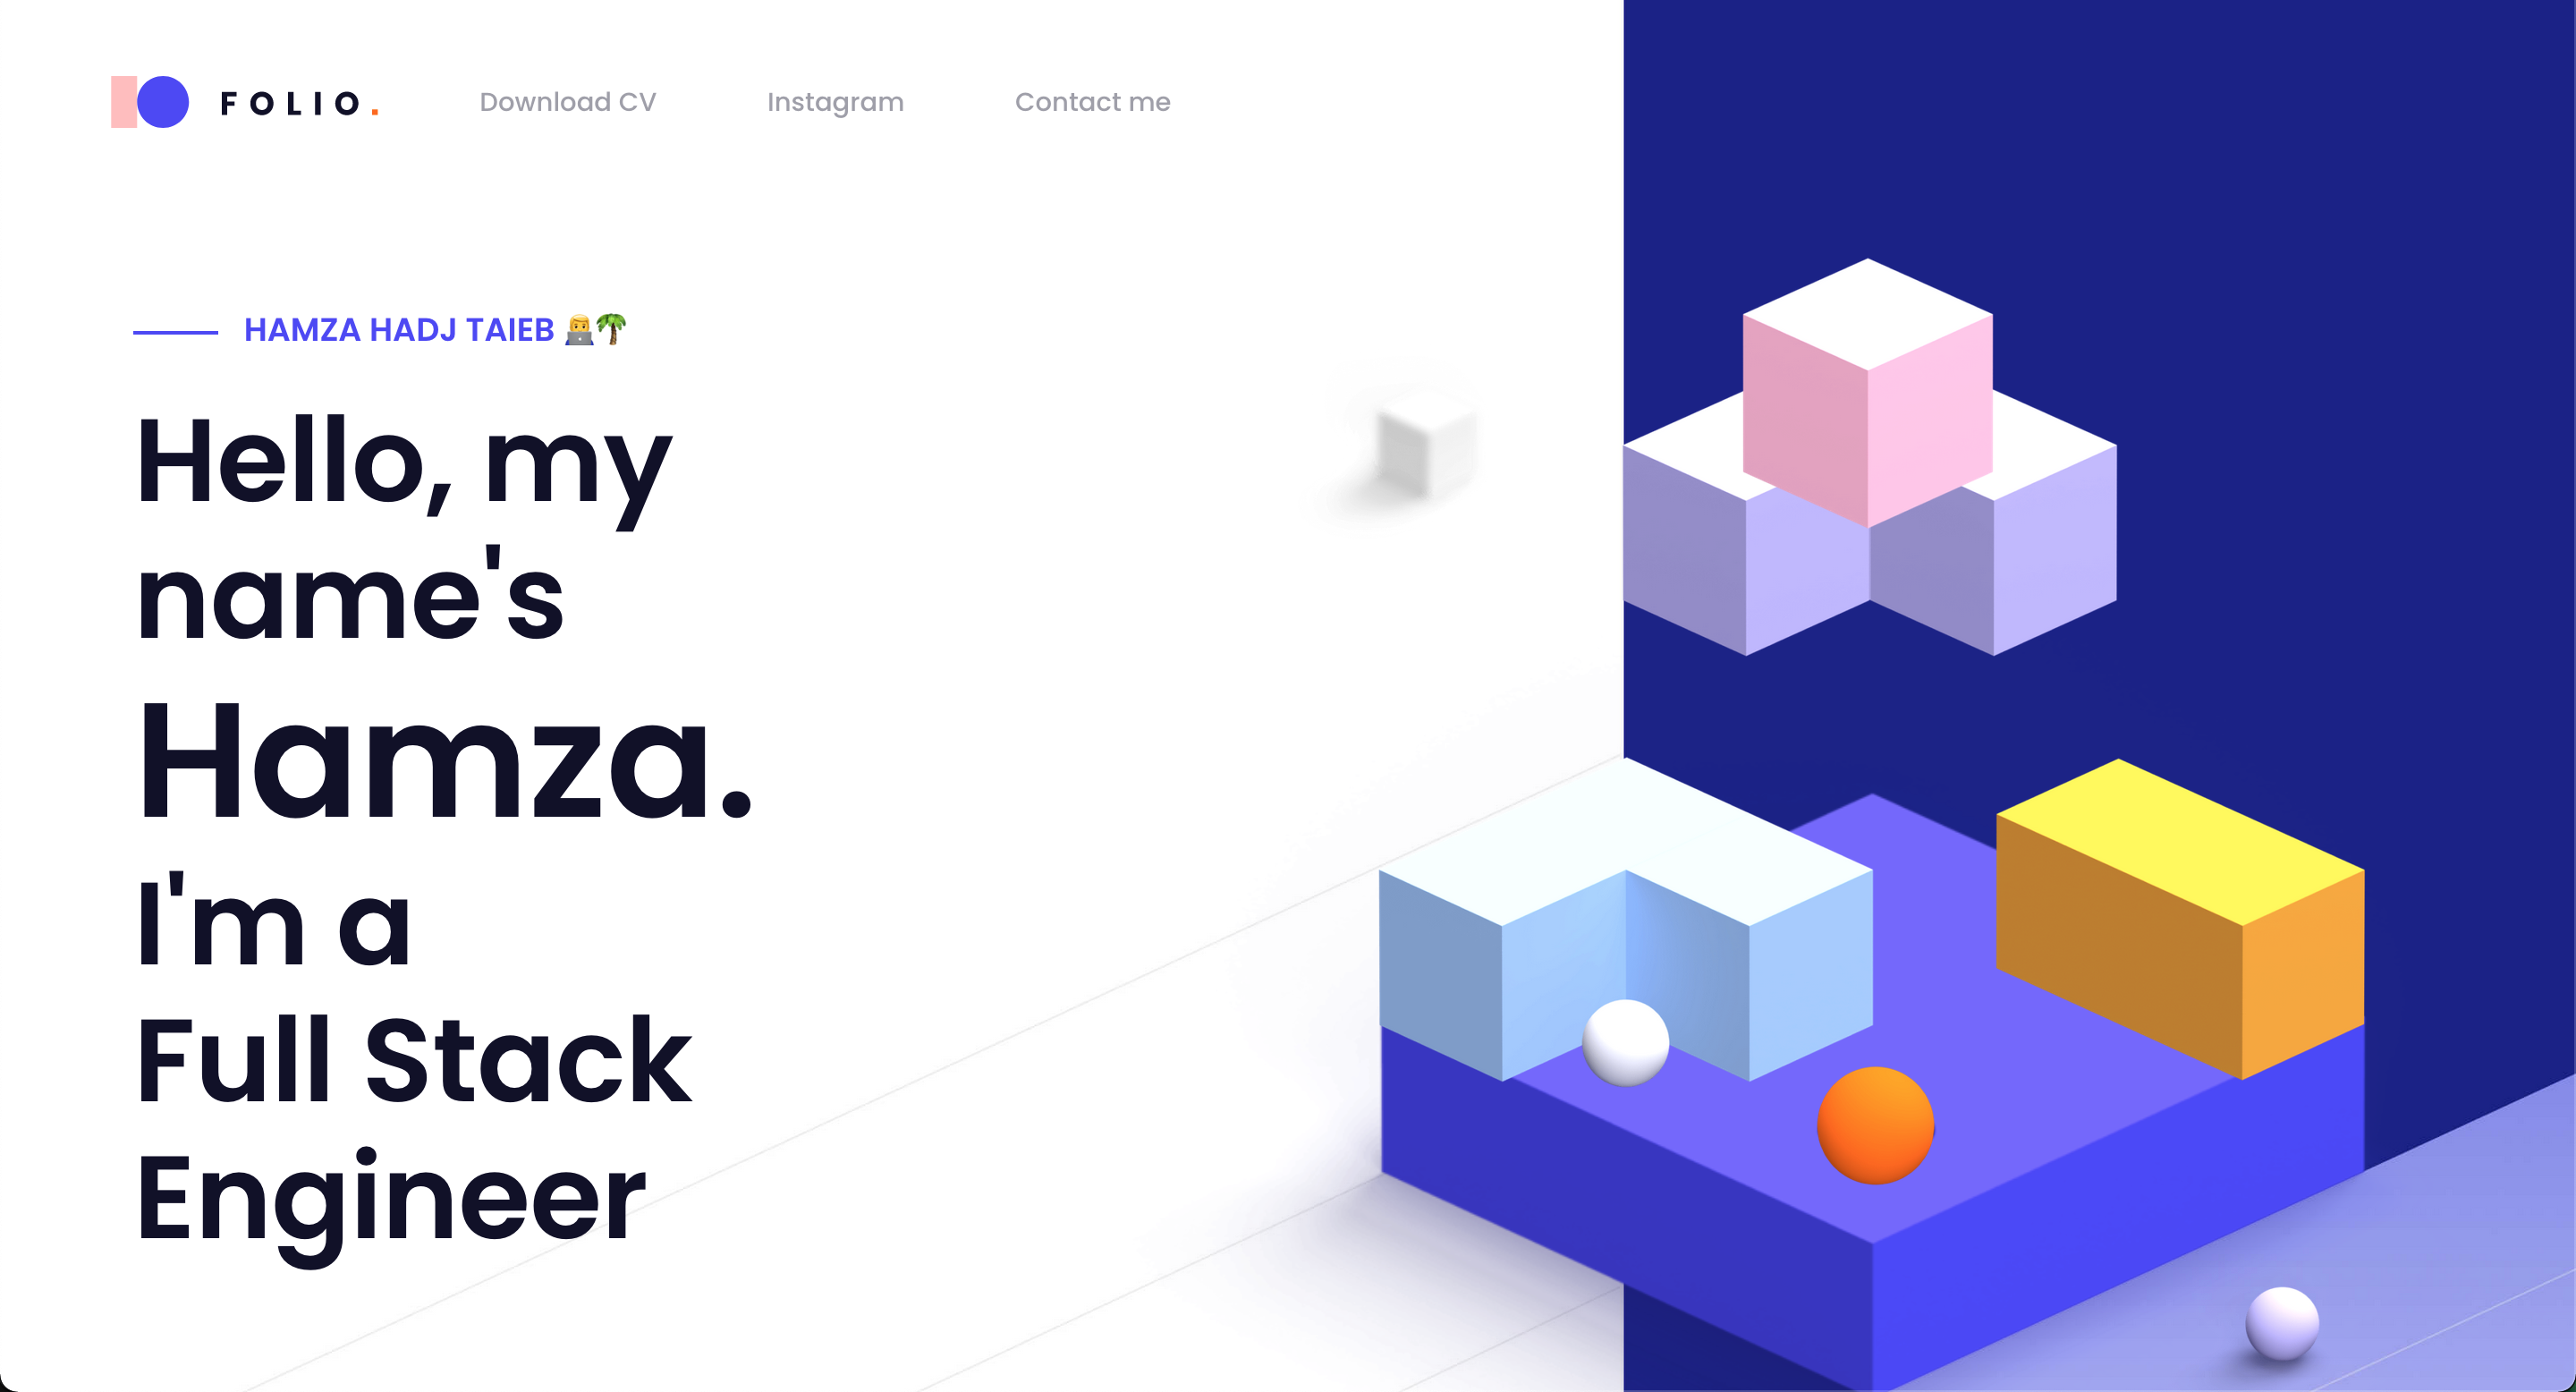 FOLIO.
Download CV
Instagram
Contact me
HAMZA HADJ TAIEB 👨‍💻🌴
Hello, my
name's
Hamza.
I'm a
Full Stack
Engineer